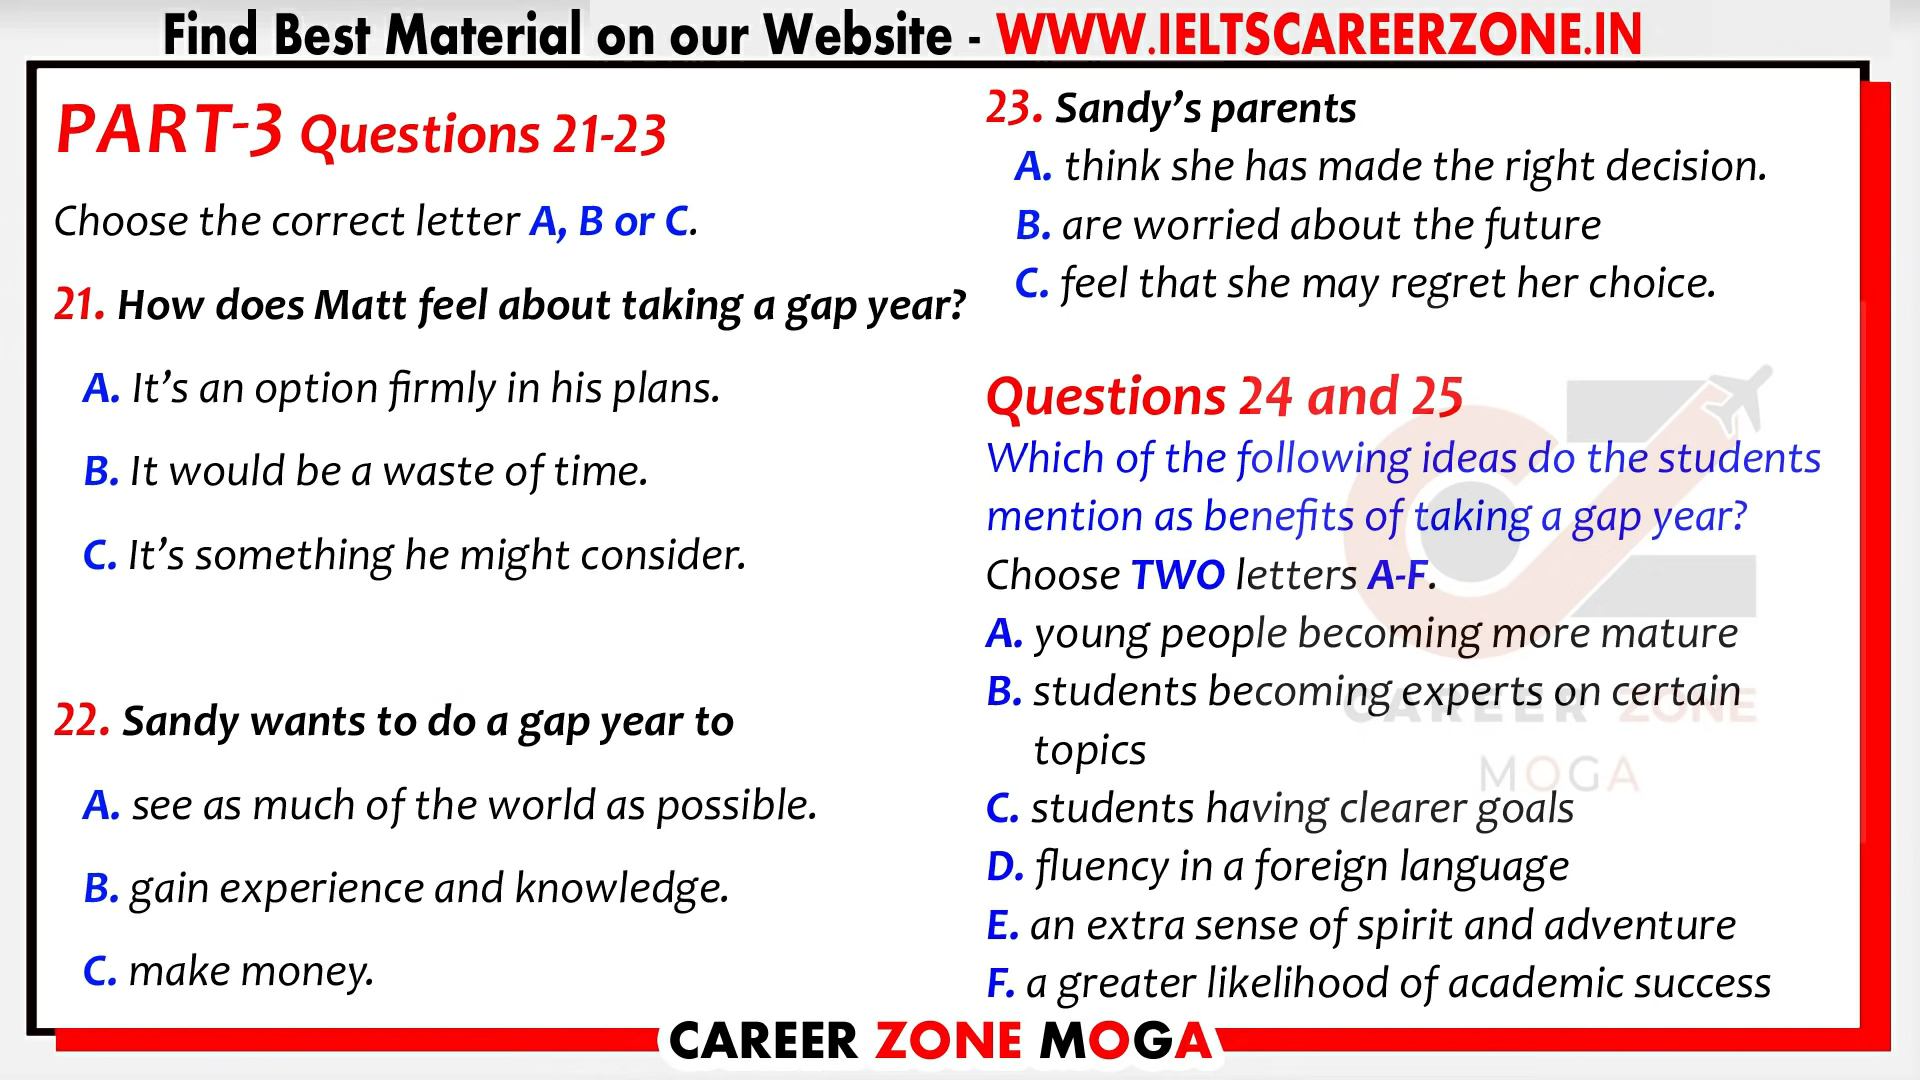 Find Best Material on our Website - WWW.IELTSCAREERZONE.IN
PART-3 Questions 21-23
Choose the correct letter A, B or C.
21. How does Matt feel about taking a gap year?
A. It's an option firmly in his plans.
B. It would be a waste of time.
C. It's something he might consider.
22. Sandy wants to do a gap year to
A. see as much of the world as possible.
B. gain experience and knowledge.
C. make money.
23. Sandy's parents
A. think she has made the right decision.
B. are worried about the future
C. feel that she may regret her choice.
Questions 24 and 25
Which of the following ideas do the students
mention as benefits of taking a gap year?
Choose TWO letters A-F.
A. young people becoming more mature
B. students becoming experts on certain
topics
C. students having clearer goals
D. fluency in a foreign language
E. an extra sense of spirit and adventure
F. a greater likelihood of academic success
CAREER ZONE
MOGA
CAREER ZONE MOGA